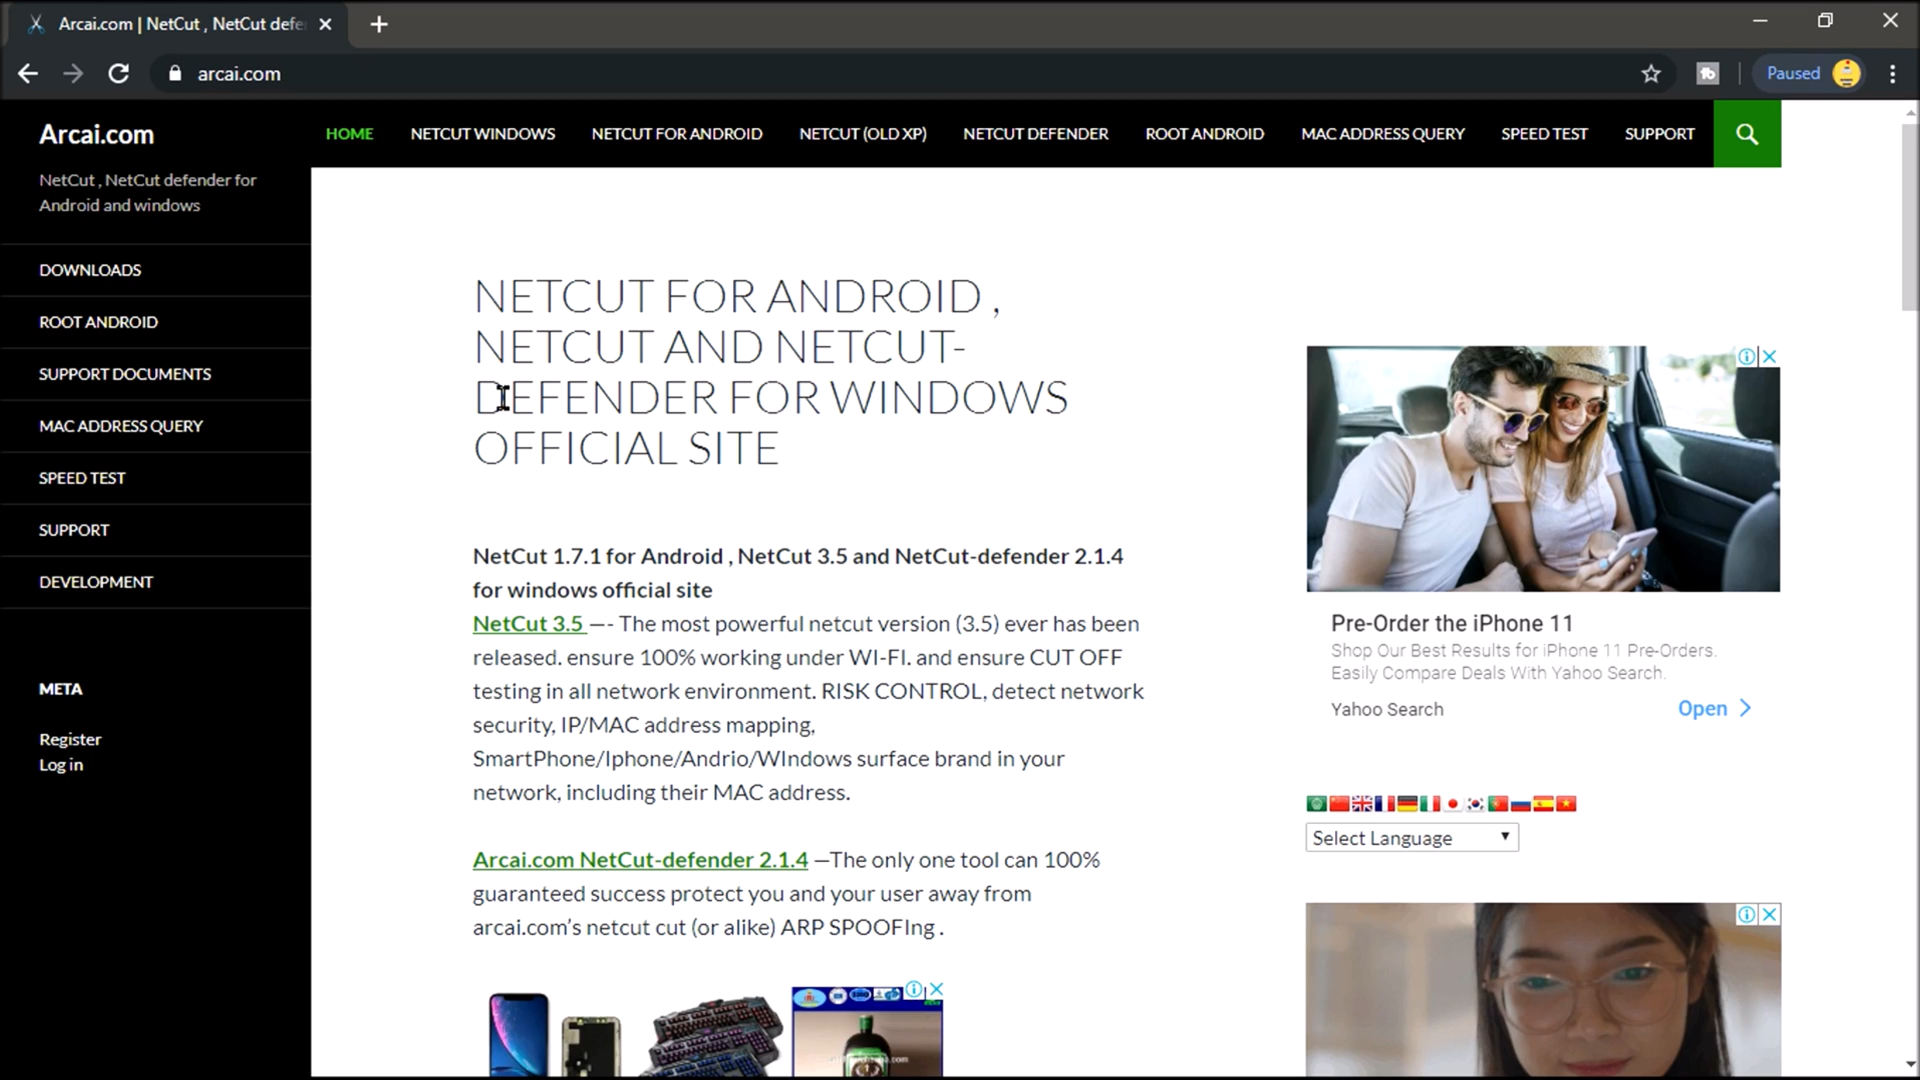 Arcai.com | NetCut , NetCut defe
arcai.com
Paused
Arcai.com
HOME
NETCUT WINDOWS
NETCUT FOR ANDROID
NETCUT (OLD XP)
NETCUT DEFENDER
ROOT ANDROID
MAC ADDRESS QUERY
SPEED TEST
SUPPORT
NetCut , NetCut defender for
Android and windows
DOWNLOADS
ROOT ANDROID
SUPPORT DOCUMENTS
MAC ADDRESS QUERY
SPEED TEST
SUPPORT
DEVELOPMENT
META
Register
Log in
NETCUT FOR ANDROID ,
NETCUT AND NETCUT-
DEFENDER FOR WINDOWS
OFFICIAL SITE
NetCut 1.7.1 for Android , NetCut 3.5 and NetCut-defender 2.1.4
for windows official site
NetCut 3.5 —- The most powerful netcut version (3.5) ever has been
released. ensure 100% working under WI-FI. and ensure CUT OFF
testing in all network environment. RISK CONTROL, detect network
security, IP/MAC address mapping,
SmartPhone/Iphone/Andrio/WIndows surface brand in your
network, including their MAC address.
Arcai.com NetCut-defender 2.1.4 —The only one tool can 100%
guaranteed success protect you and your user away from
arcai.com’s netcut cut (or alike) ARP SPOOFIng .
Pre-Order the iPhone 11
Shop Our Best Results for iPhone 11 Pre-Orders.
Easily Compare Deals With Yahoo Search.
Yahoo Search
Open
Select Language